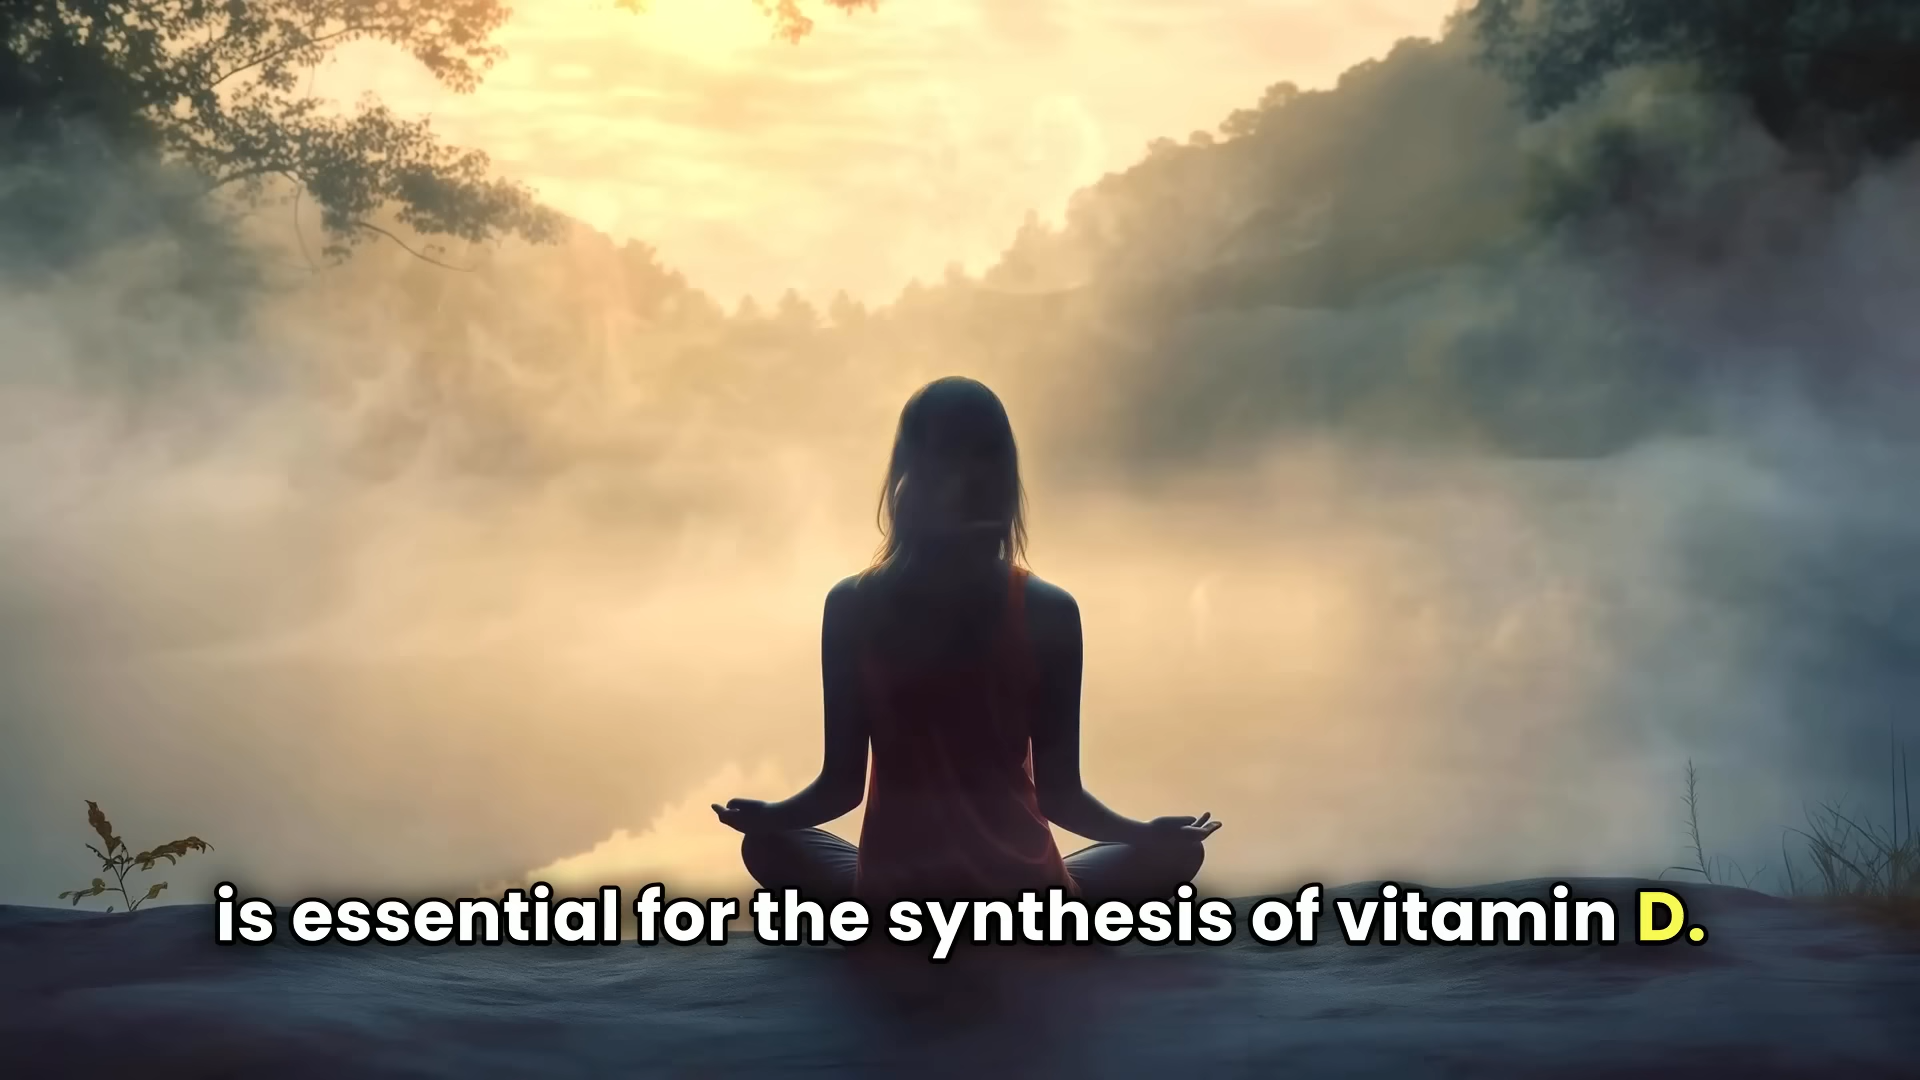 is essential for the synthesis of vitamin D.